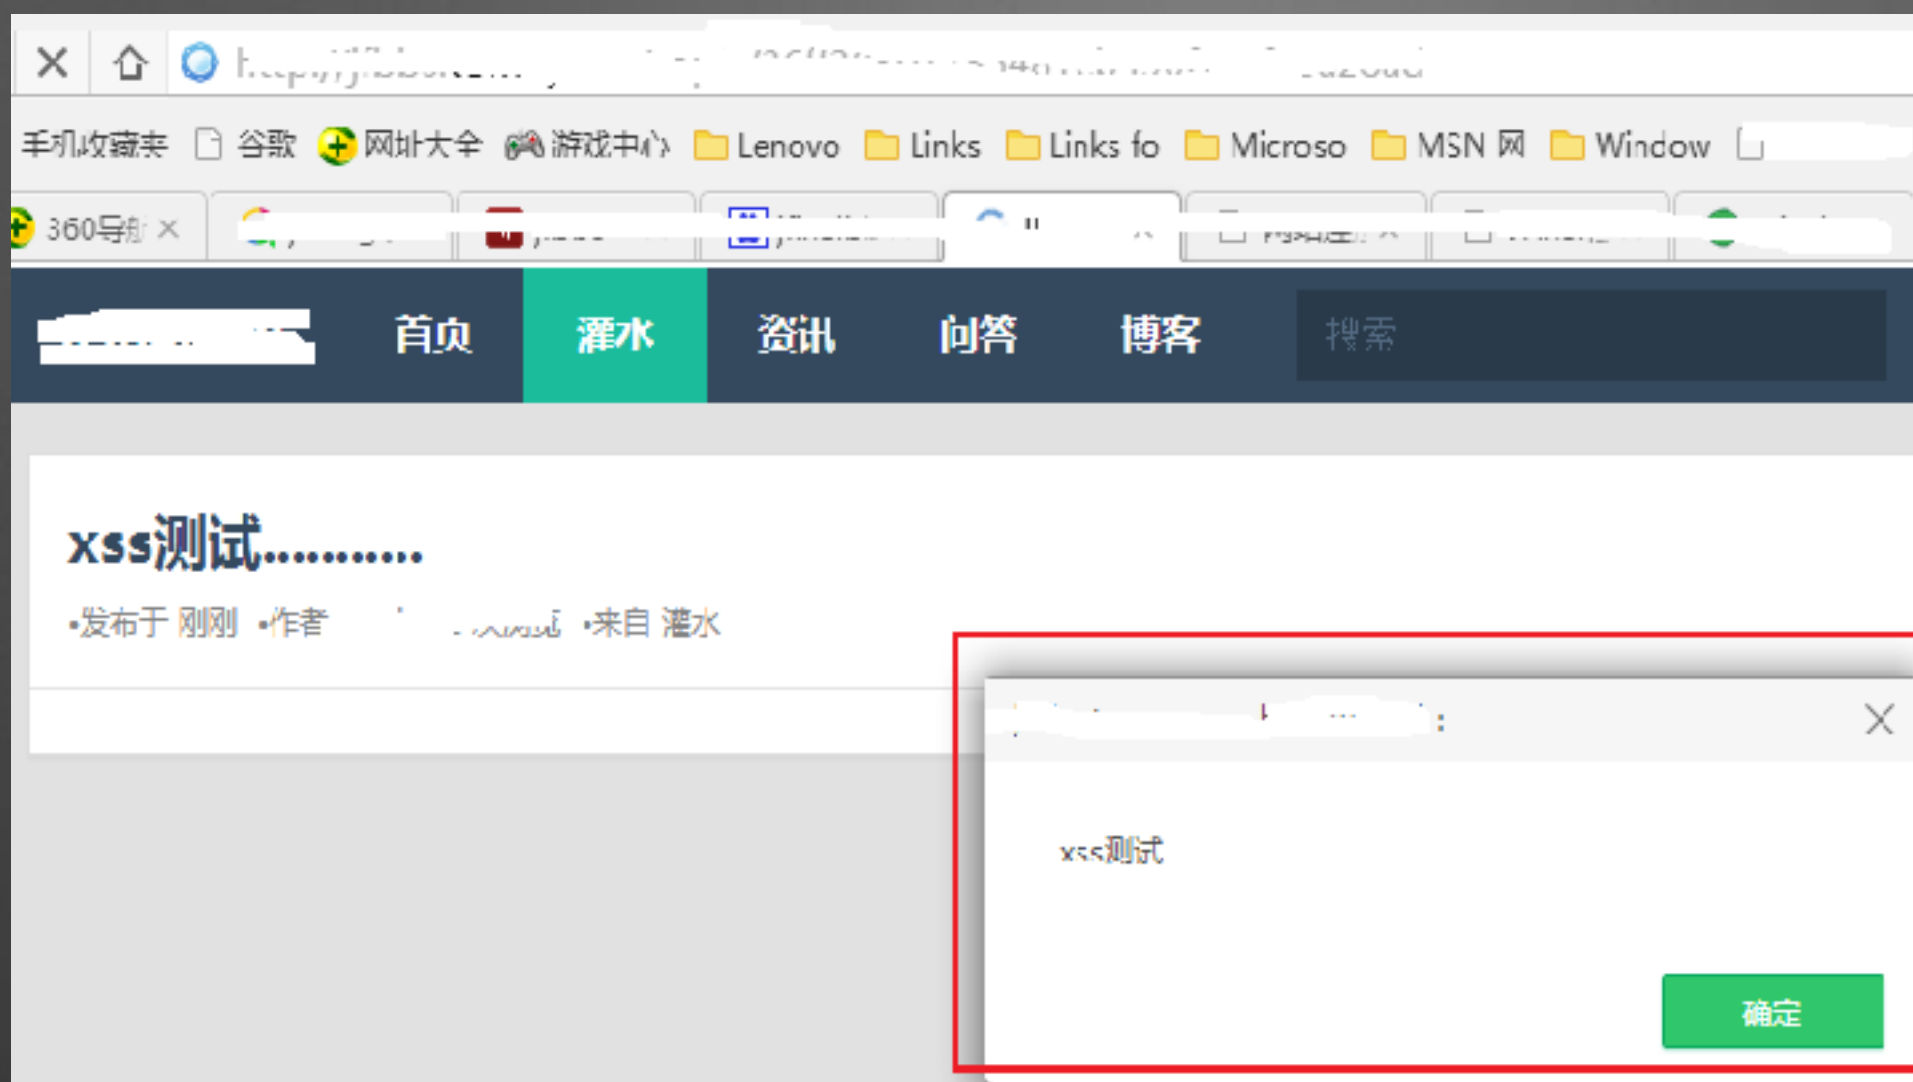 手机收藏夹 谷歌 网址大全 游戏中心 Lenovo Links Links fo Microso MSN 网 Window
360导航
首页 灌水 资讯 问答 博客 搜索
xss测试...........
•发布于 刚刚 •作者 •来自 灌水
xss测试
确定